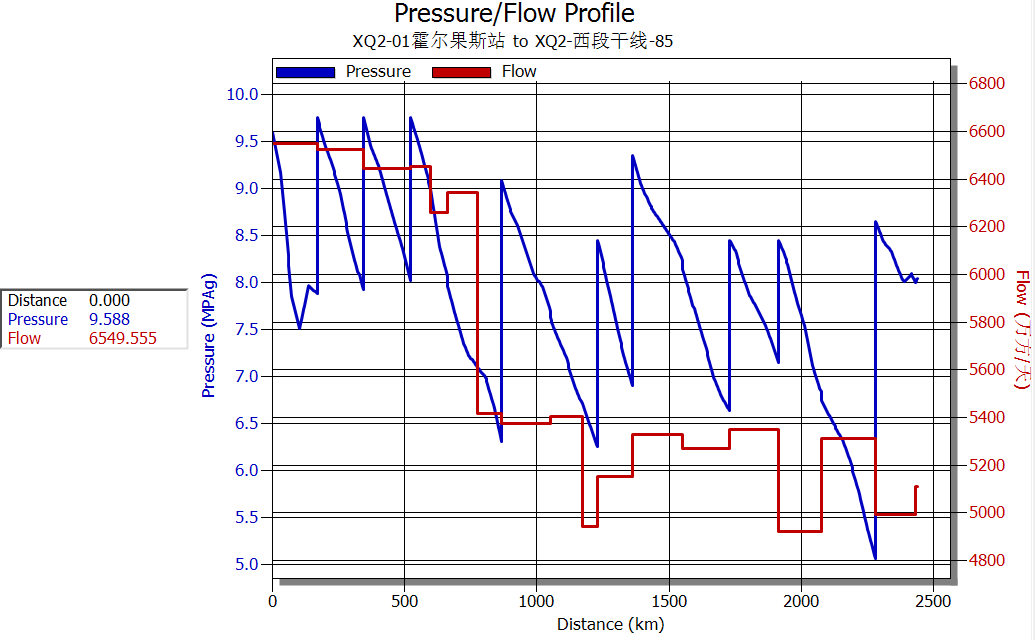 Pressure/Flow Profile
XQ2-01霍尔果斯站 to XQ2-西段干线-85
Pressure Flow
10.0
9.5
9.0
8.5
8.0
7.5
7.0
6.5
6.0
5.5
5.0
Pressure (MPAg)
6800
6600
6400
6200
6000
5800
5600
5400
5200
5000
4800
Flow (万方/天)
0 500 1000 1500 2000 2500
Distance (km)
Distance 0.000
Pressure 9.588
Flow 6549.555